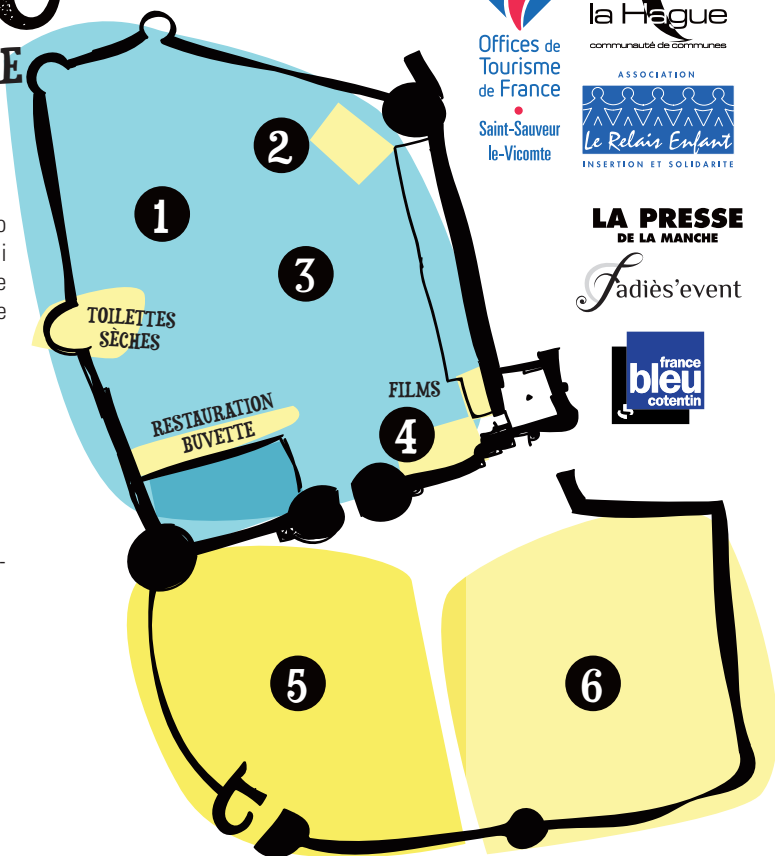 E
o
i
e
e
-
1
2
3
TOILETTES
SÈCHES
RESTAURATION
BUVETTE
FILMS
4
5
6
Offices de
Tourisme
de France
Saint-Sauveur
le-Vicomte
la Hague
communauté de communes
ASSOCIATION
Le Relais Enfant
INSERTION ET SOLIDARITE
LA PRESSE
DE LA MANCHE
fadiès'event
france
bleu
cotentin